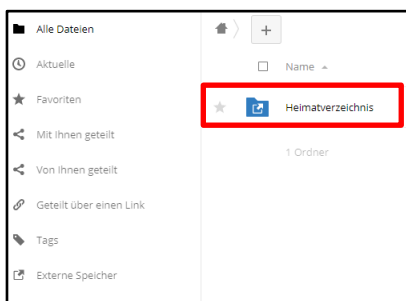 Alle Dateien
Aktuelle
Favoriten
Mit Ihnen geteilt
Von Ihnen geteilt
Geteilt über einen Link
Tags
Externe Speicher
+
Name
Heimatverzeichnis
1 Ordner